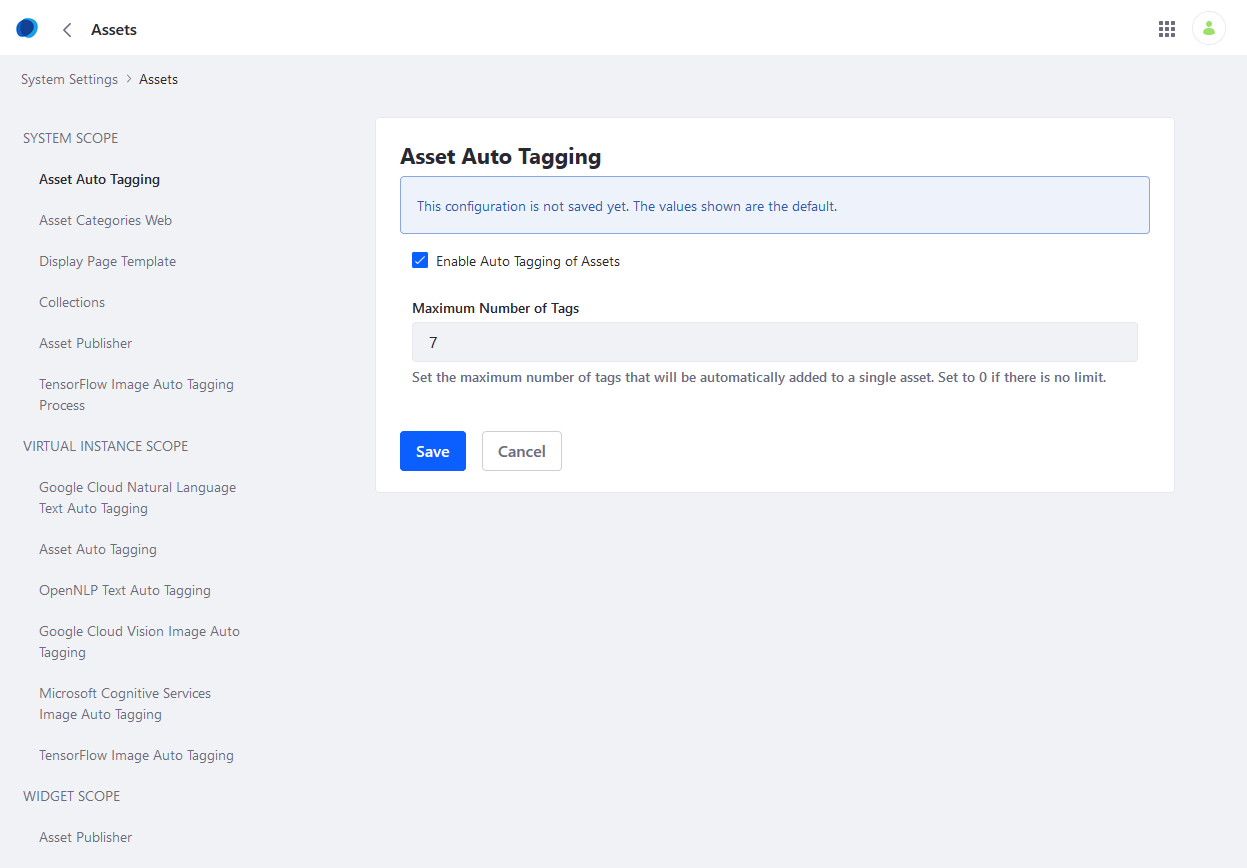 Assets
System Settings > Assets
SYSTEM SCOPE
Asset Auto Tagging
Asset Categories Web
Display Page Template
Collections
Asset Publisher
TensorFlow Image Auto Tagging
Process
VIRTUAL INSTANCE SCOPE
Google Cloud Natural Language
Text Auto Tagging
Asset Auto Tagging
OpenNLP Text Auto Tagging
Google Cloud Vision Image Auto
Tagging
Microsoft Cognitive Services
Image Auto Tagging
TensorFlow Image Auto Tagging
WIDGET SCOPE
Asset Publisher
Asset Auto Tagging
This configuration is not saved yet. The values shown are the default.
Enable Auto Tagging of Assets
Maximum Number of Tags
7
Set the maximum number of tags that will be automatically added to a single asset. Set to 0 if there is no limit.
Save Cancel